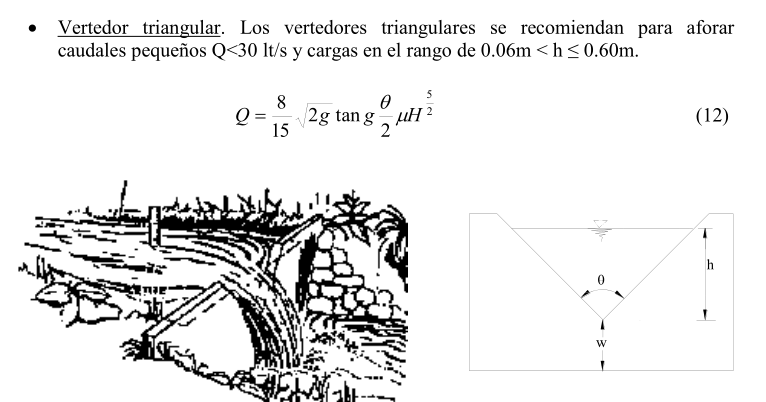 • Vertedor triangular. Los vertedores triangulares se recomiendan para aforar
caudales pequeños Q<30 lt/s y cargas en el rango de 0.06m < h ≤ 0.60m.
Q = 8/15 √2g tan g θ/2 μH^5/2 (12)
θ
h
w